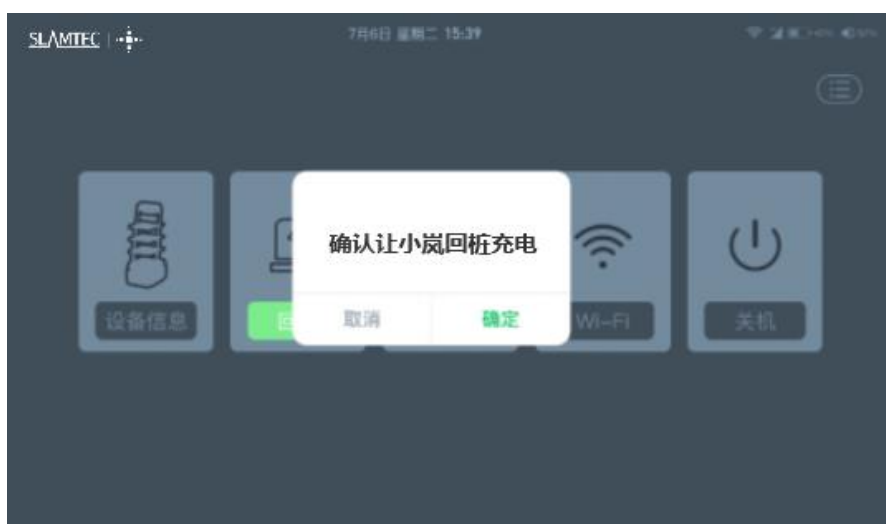 SLAMTEC
7月6日 星期二 15:39
确认让小岚回桩充电
取消
确定
设备信息
回
Wi-Fi
关机